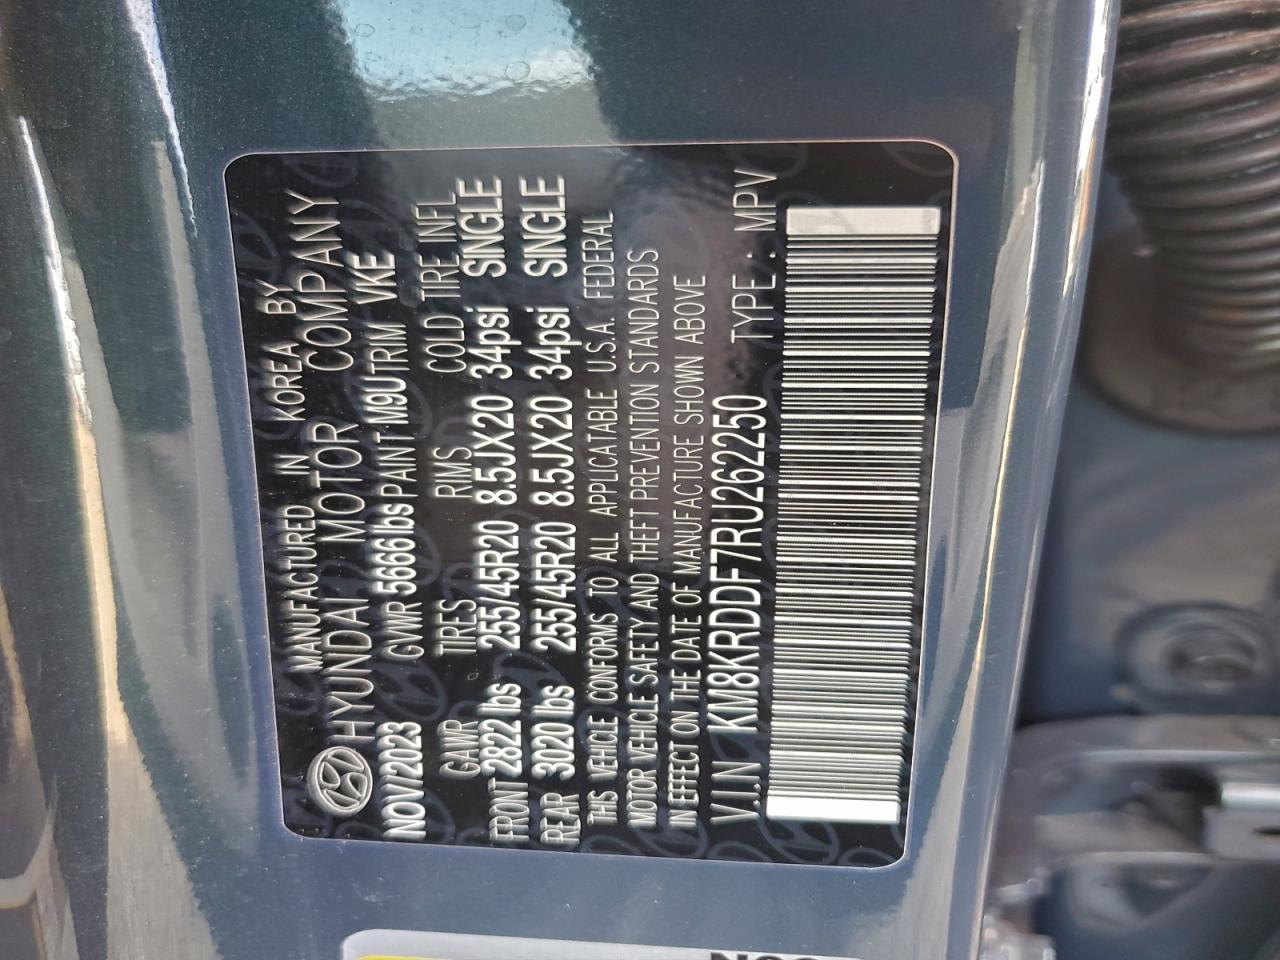 MANUFACTURED IN KOREA BY
HYUNDAI MOTOR COMPANY
NOV/2023 GVWR 5666 lbs PAINT M9U TRIM VKE
GAWR TIRES RIMS COLD TIRE INFL
FRONT 2822 lbs 255/45R20 8.5JX20 34psi SINGLE
REAR 3020 lbs 255/45R20 8.5JX20 34psi SINGLE
THIS VEHICLE CONFORMS TO ALL APPLICATABLE U.S.A. FEDERAL
MOTOR VEHICLE SAFETY AND THEFT PREVENTION STANDARDS
IN EFFECT ON THE DATE OF MANUFACTURE SHOWN ABOVE
V.I.N KM8KRDDF7RU262250 TYPE : MPV